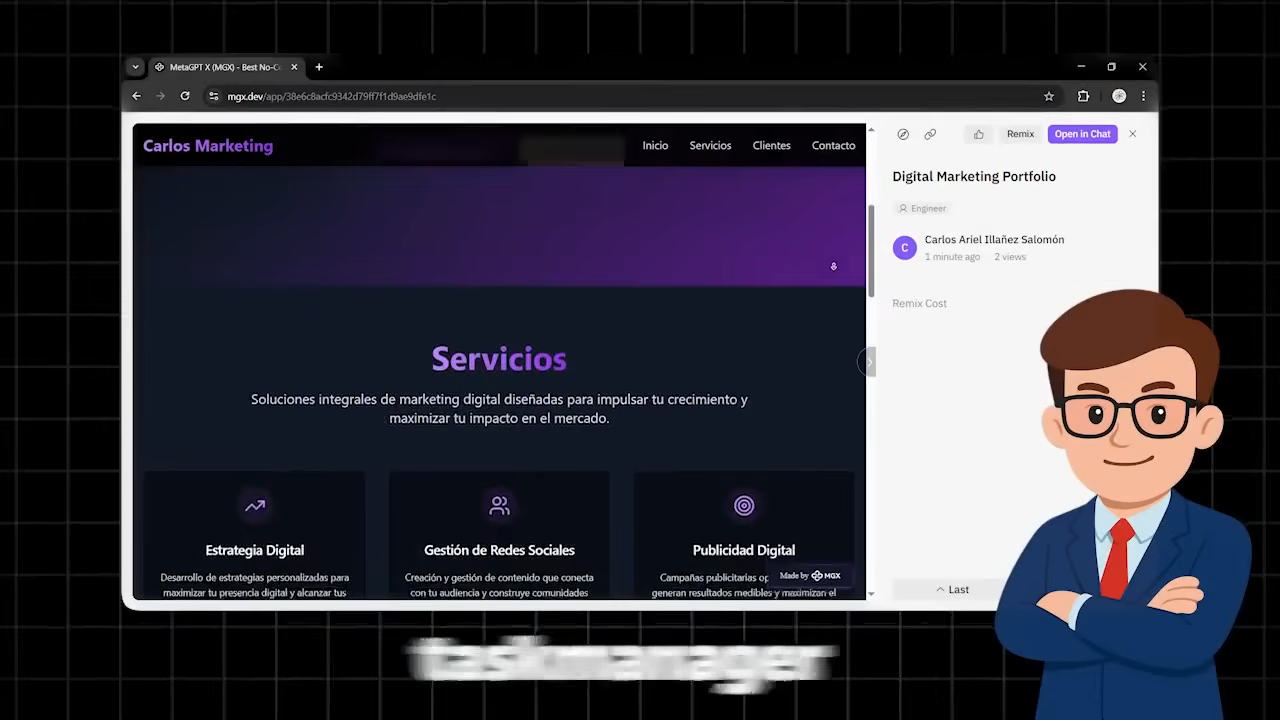 MetaGPT X (MGX) - Best No-C
mgx.dev/app/38e6c8acfc9342d79ff7f1d9ae9dfe1c
Carlos Marketing
Inicio
Servicios
Clientes
Contacto
Remix
Open in Chat
Digital Marketing Portfolio
Engineer
C
Carlos Ariel Illañez Salomón
1 minute ago
2 views
Remix Cost
Servicios
Soluciones integrales de marketing digital diseñadas para impulsar tu crecimiento y
maximizar tu impacto en el mercado.
Estrategia Digital
Desarrollo de estrategias personalizadas para
maximizar tu presencia digital y alcanzar tus
Gestión de Redes Sociales
Creación y gestión de contenido que conecta
con tu audiencia y construye comunidades
Publicidad Digital
Campañas publicitarias
generan resultados medibles y maximizan el
Made by MGX
Last
taskmanager